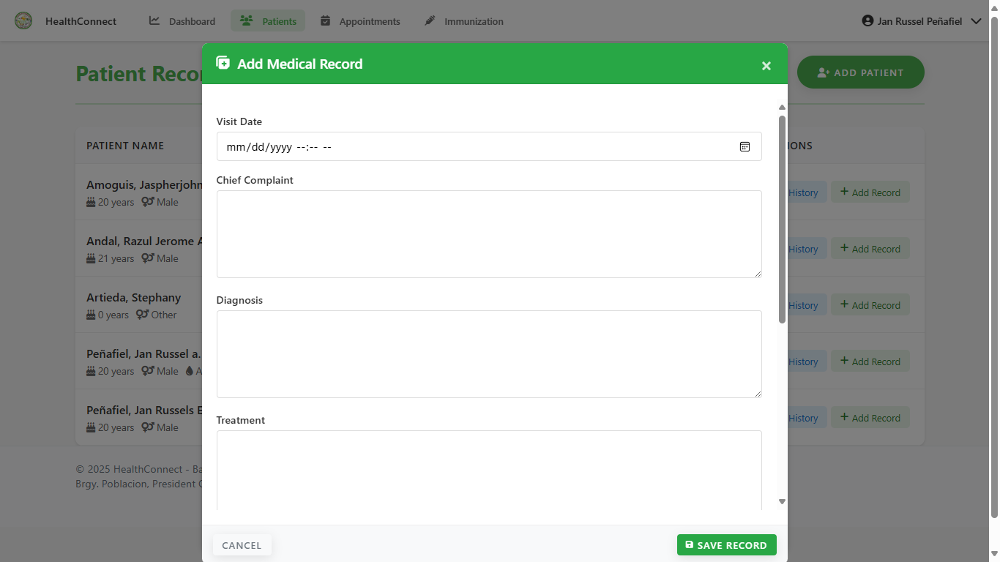 HealthConnect
Dashboard
Patients
Appointments
Immunization
Jan Russel Peñafiel
Add Medical Record
×
Patient Recor
ADD PATIENT
Visit Date
mm/dd/yyyy --:-- --
Chief Complaint
Diagnosis
Treatment
CANCEL
SAVE RECORD
PATIENT NAME
IONS
Amoguis, Jaspherjohn
20 years Male
History
+ Add Record
Andal, Razul Jerome A
21 years Male
History
+ Add Record
Artieda, Stephany
0 years Other
History
+ Add Record
Peñafiel, Jan Russel a.
20 years Male A
History
+ Add Record
Peñafiel, Jan Russels E
20 years Male
History
+ Add Record
© 2025 HealthConnect - Ba
Brgy. Poblacion, President